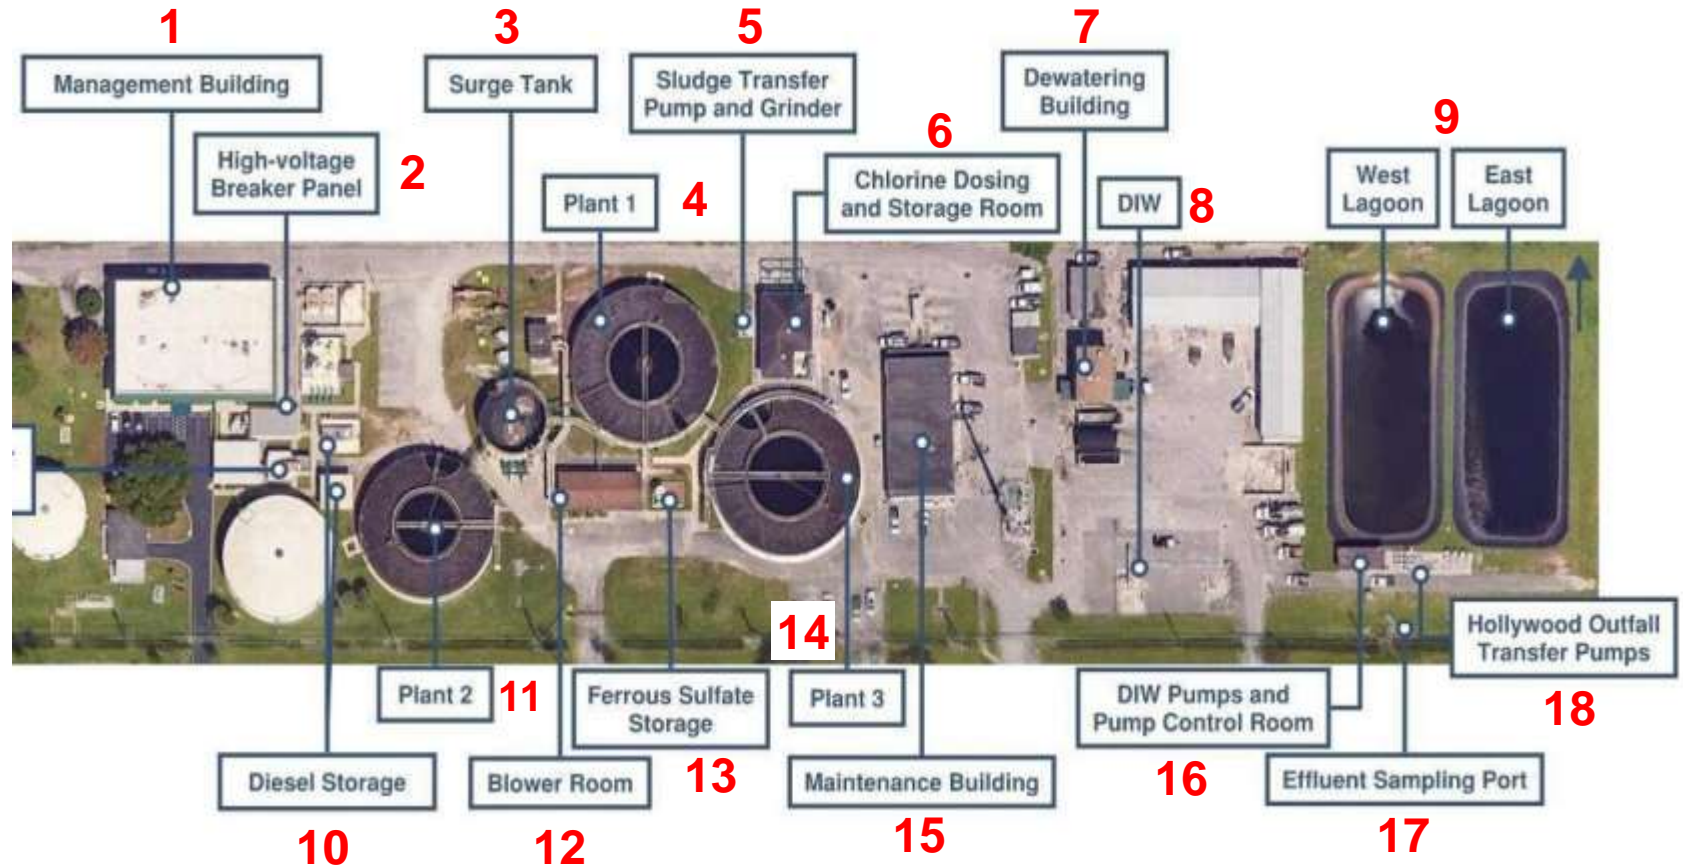 1
Management Building
2
High-voltage
Breaker Panel
3
Surge Tank
4
Plant 1
5
Sludge Transfer
Pump and Grinder
6
Chlorine Dosing
and Storage Room
7
Dewatering
Building
8
DIW
9
West
Lagoon
East
Lagoon
10
Diesel Storage
11
Plant 2
12
Blower Room
13
Ferrous Sulfate
Storage
14
Plant 3
15
Maintenance Building
16
DIW Pumps and
Pump Control Room
17
Effluent Sampling Port
18
Hollywood Outfall
Transfer Pumps